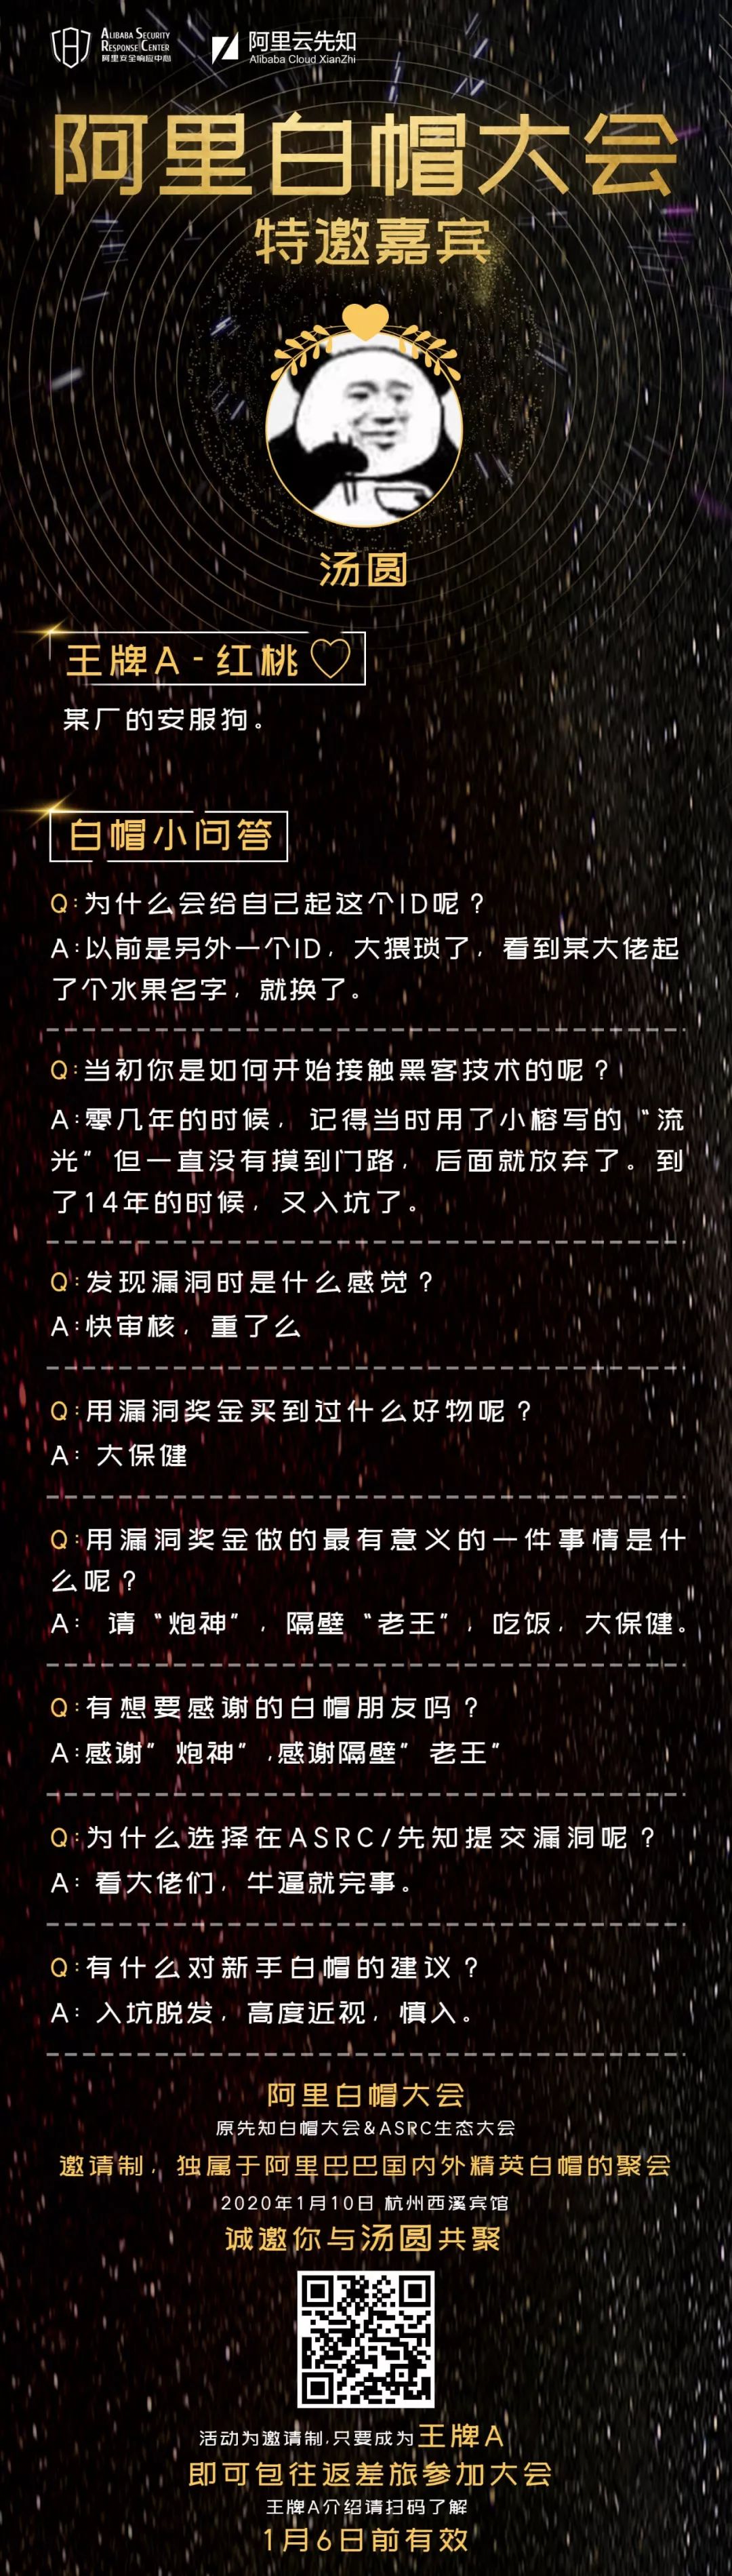 ALIBABA SECURITY
RESPONSE CENTER
阿里安全响应中心
阿里云先知
Alibaba Cloud XianZhi
阿里白帽大会
特邀嘉宾
汤圆
王牌A-红桃
某厂的安服狗。
白帽小问答
Q:为什么会给自己起这个ID呢？
A:以前是另外一个ID，太猥琐了，看到某大佬起
了个水果名字，就换了。
Q:当初你是如何开始接触黑客技术的呢？
A:零几年的时候，记得当时用了小榕写的“流
光”但一直没有摸到门路，后面就放弃了。到
了14年的时候，又入坑了。
Q:发现漏洞时是什么感觉？
A:快审核，重了么
Q:用漏洞奖金买到过什么好物呢？
A: 大保健
Q:用漏洞奖金做的最有意义的一件事情是什
么呢？
A: 请“炮神”，隔壁“老王”，吃饭，大保健。
Q:有想要感谢的白帽朋友吗？
A:感谢”炮神”,感谢隔壁”老王”
Q:为什么选择在ASRC/先知提交漏洞呢？
A: 看大佬们，牛逼就完事。
Q:有什么对新手白帽的建议？
A: 入坑脱发，高度近视，慎入。
阿里白帽大会
原先知白帽大会&ASRC生态大会
邀请制，独属于阿里巴巴国内外精英白帽的聚会
2020年1月10日 杭州西溪宾馆
诚邀你与汤圆共聚
活动为邀请制,只要成为王牌A
即可包往返差旅参加大会
王牌A介绍请扫码了解
1月6日前有效